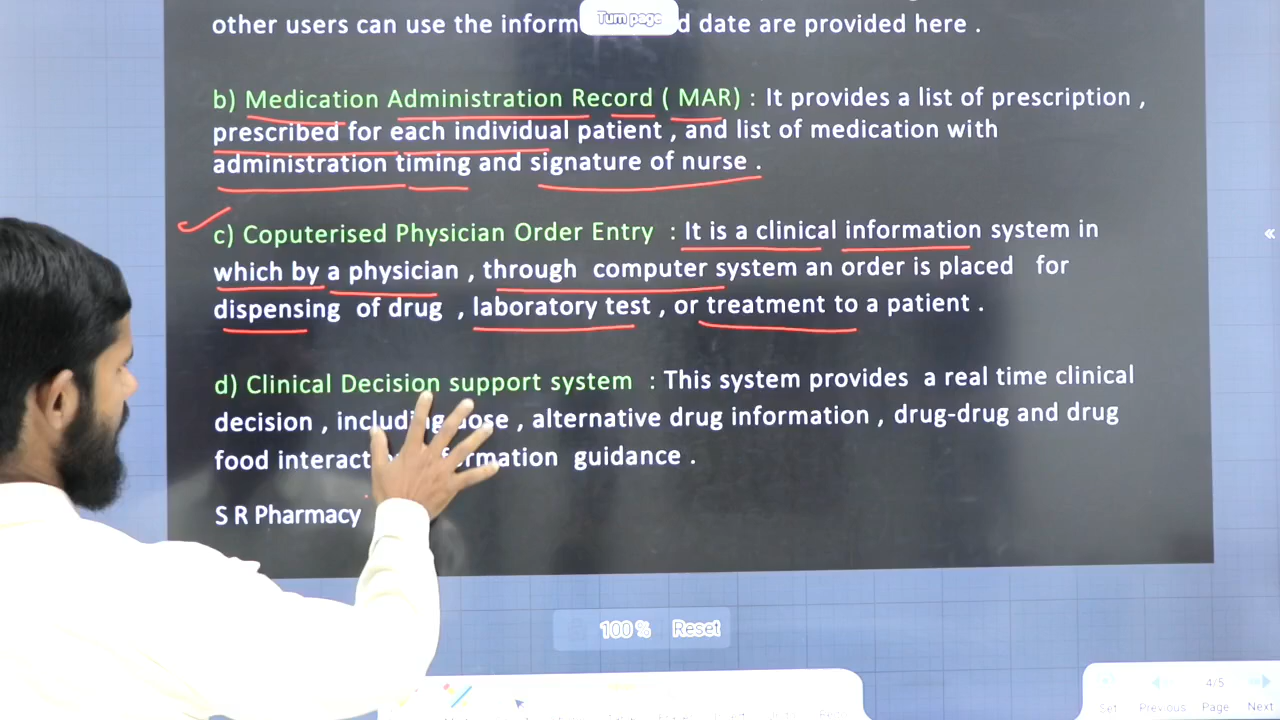 other users can use the inform d date are provided here .
Turn page
b) Medication Administration Record ( MAR) : It provides a list of prescription ,
prescribed for each individual patient , and list of medication with
administration timing and signature of nurse .
c) Coputerised Physician Order Entry : It is a clinical information system in
which by a physician , through computer system an order is placed for
dispensing of drug , laboratory test , or treatment to a patient .
d) Clinical Decision support system : This system provides a real time clinical
decision , including dose , alternative drug information , drug-drug and drug
food guidance .
S R Pharmacy
100 % Reset
4/5
Set Previous Page Next